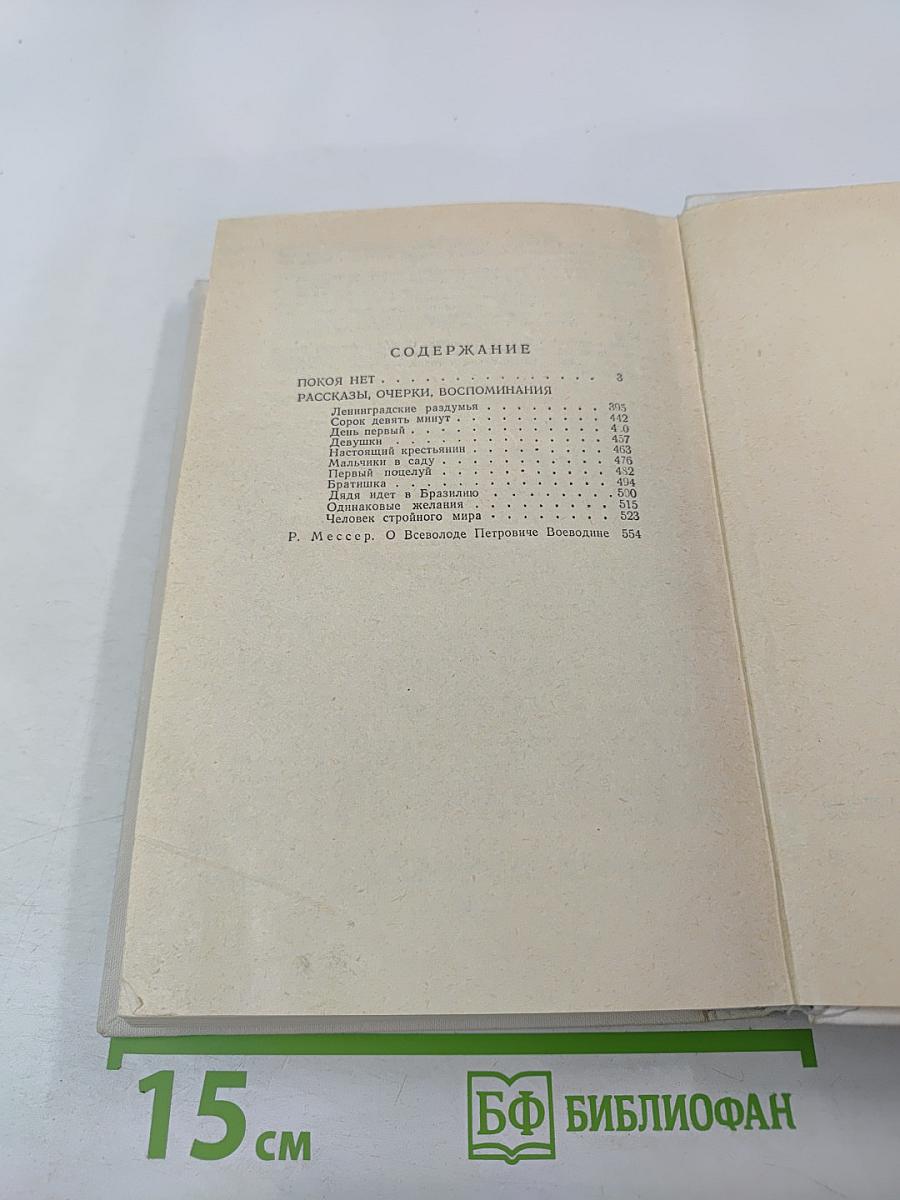 СОДЕРЖАНИЕ
ПОКОЯ НЕТ . . . . . . . . . . . . . . . 3
РАССКАЗЫ, ОЧЕРКИ, ВОСПОМИНАНИЯ
Ленинградские раздумья . . . . . . . . 395
Сорок девять минут . . . . . . . . . . 442
День первый . . . . . . . . . . . .
Девушки . . . . . . . . . . . . . . 457
Настоящий крестьянин . . . . . . . . . 463
Мальчики в саду . . . . . . . . . . . 476
Первый поцелуй . . . . . . . . . . . 482
Братишка . . . . . . . . . . . . . . 494
Дядя идет в Бразилию . . . . . . . . 500
Одинаковые желания . . . . . . . . . 515
Человек стройного мира . . . . . . . . 523
Р. Мессер. О Всеволоде Петровиче Воеводине 554
15 см
БФ БИБЛИОФАН